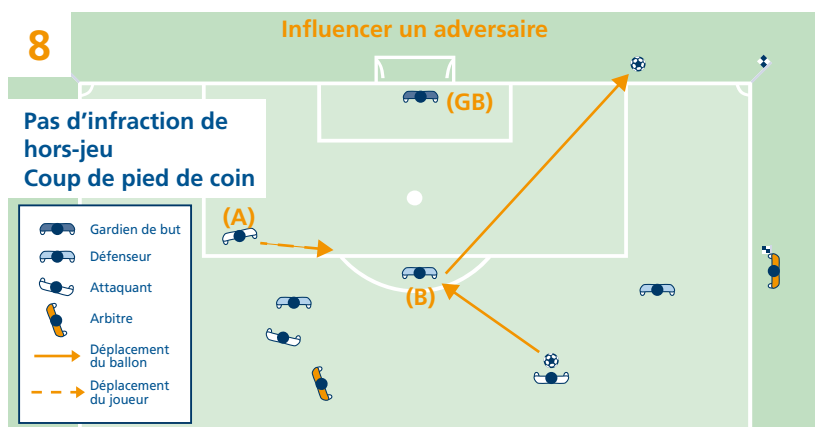 8
Influencer un adversaire
(GB)
Pas d’infraction de
hors-jeu
Coup de pied de coin
(A)
(B)
Gardien de but
Défenseur
Attaquant
Arbitre
Déplacement
du ballon
Déplacement
du joueur